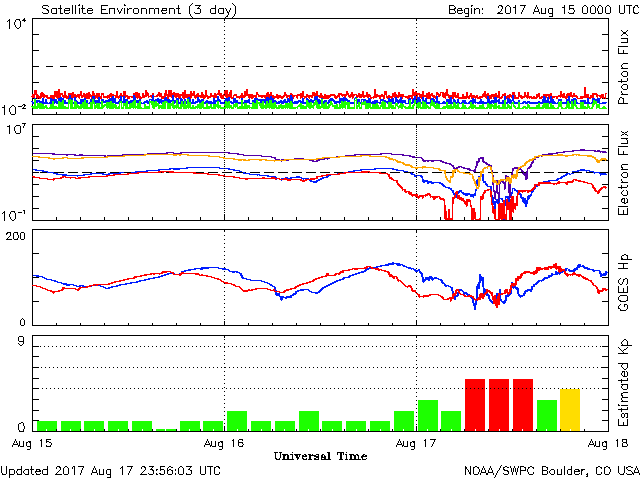 Satellite Environment (3 day)
Begin: 2017 Aug 15 0000 UTC
10^4
10^-2
Proton Flux
10^7
10^-1
Electron Flux
200
0
GOES Hp
9
0
Estimated Kp
Aug 15
Aug 16
Aug 17
Aug 18
Universal Time
Updated 2017 Aug 17 23:56:03 UTC
NOAA/SWPC Boulder, CO USA